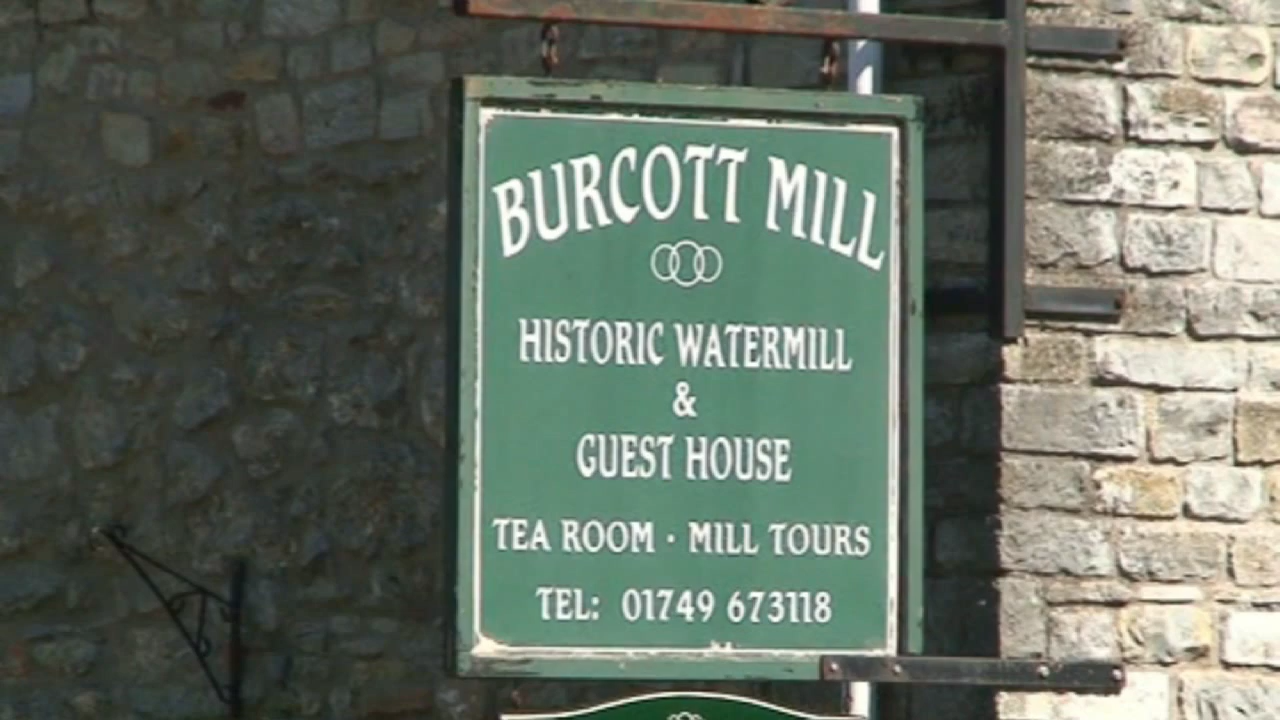 BURCOTT MILL
HISTORIC WATERMILL
&
GUEST HOUSE
TEA ROOM · MILL TOURS
TEL: 01749 673118